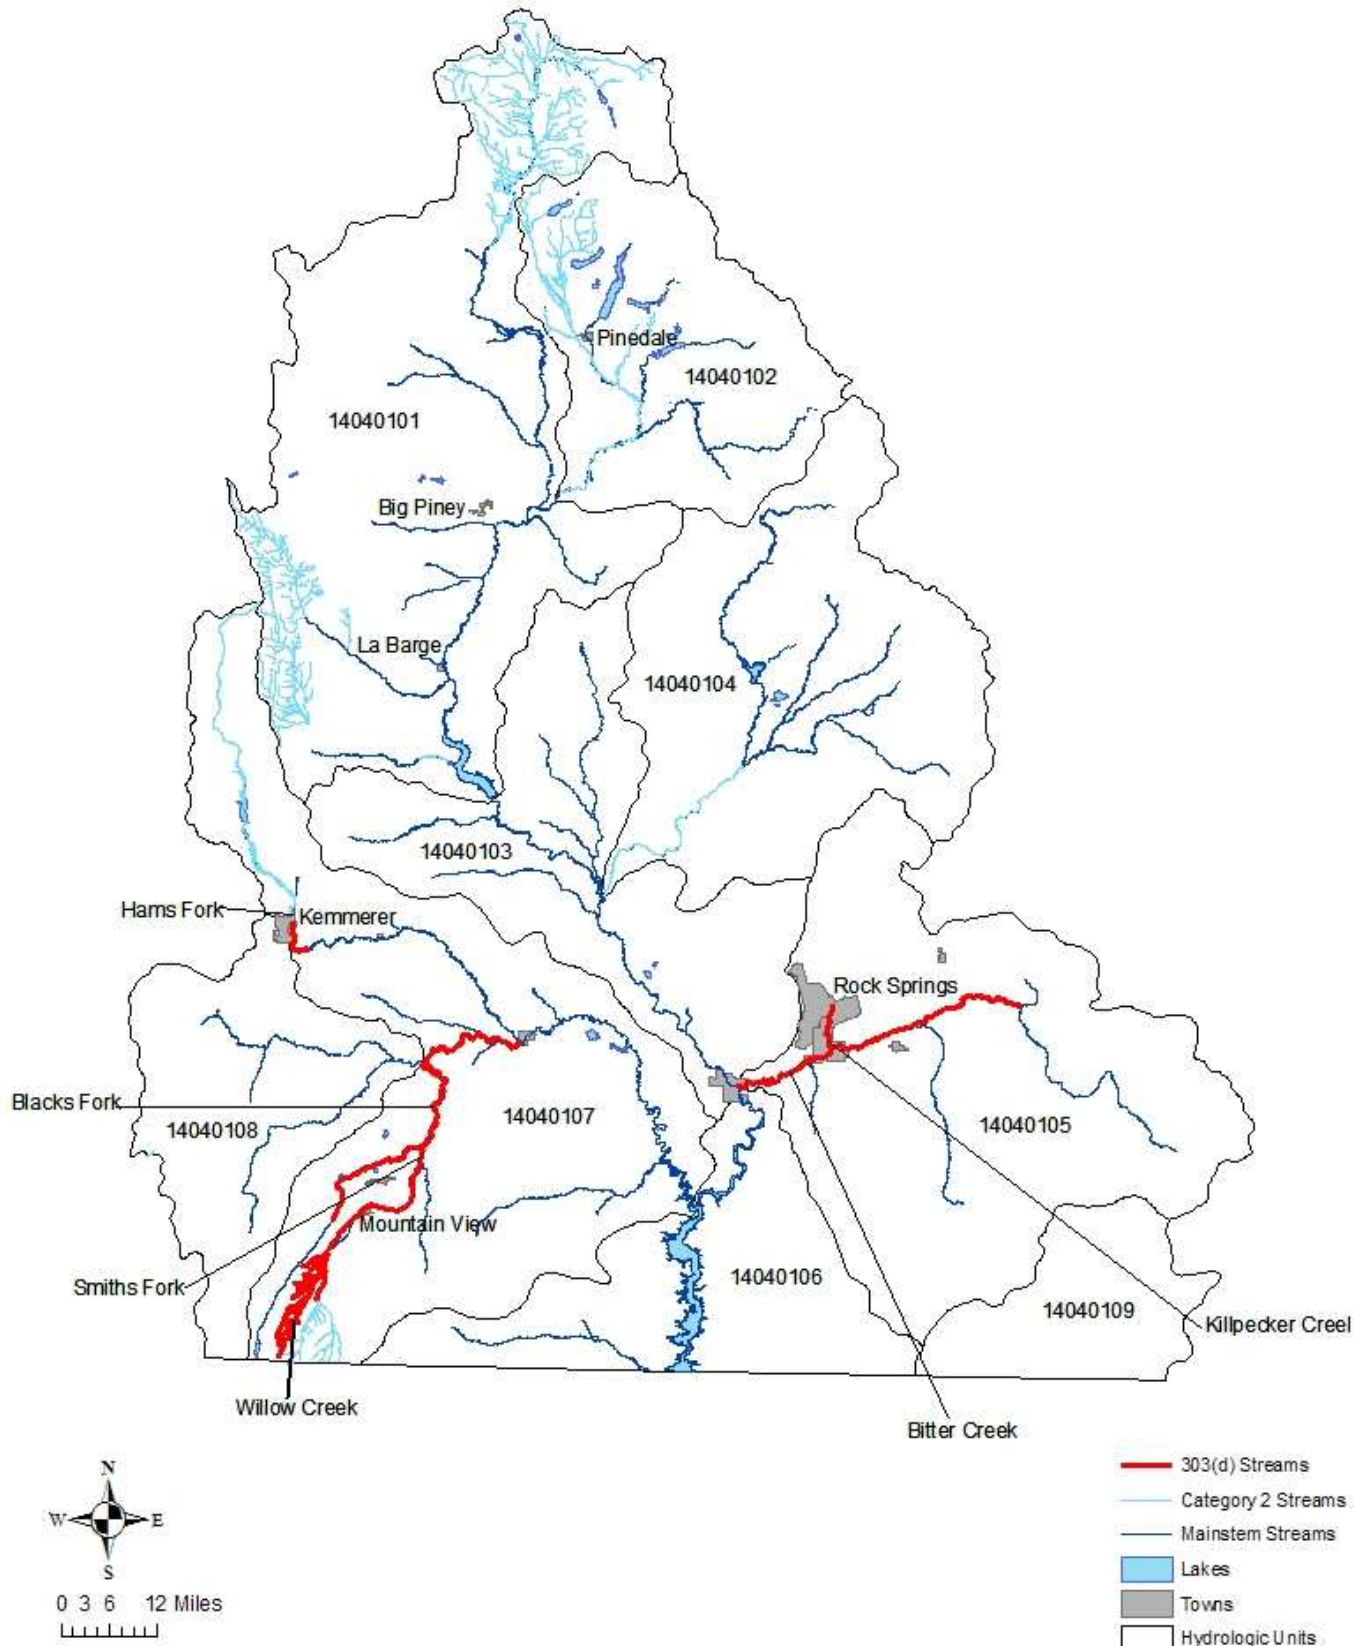 Pinedale
14040102
14040101
Big Piney
La Barge
14040104
14040103
Hams Fork
Kemmerer
Rock Springs
Blacks Fork
14040108
14040107
14040105
Mountain View
Smiths Fork
14040106
14040109
Killpecker Creel
Willow Creek
Bitter Creek
N
W
E
S
0 3 6 12 Miles
303(d) Streams
Category 2 Streams
Mainstem Streams
Lakes
Towns
Hydrologic Units